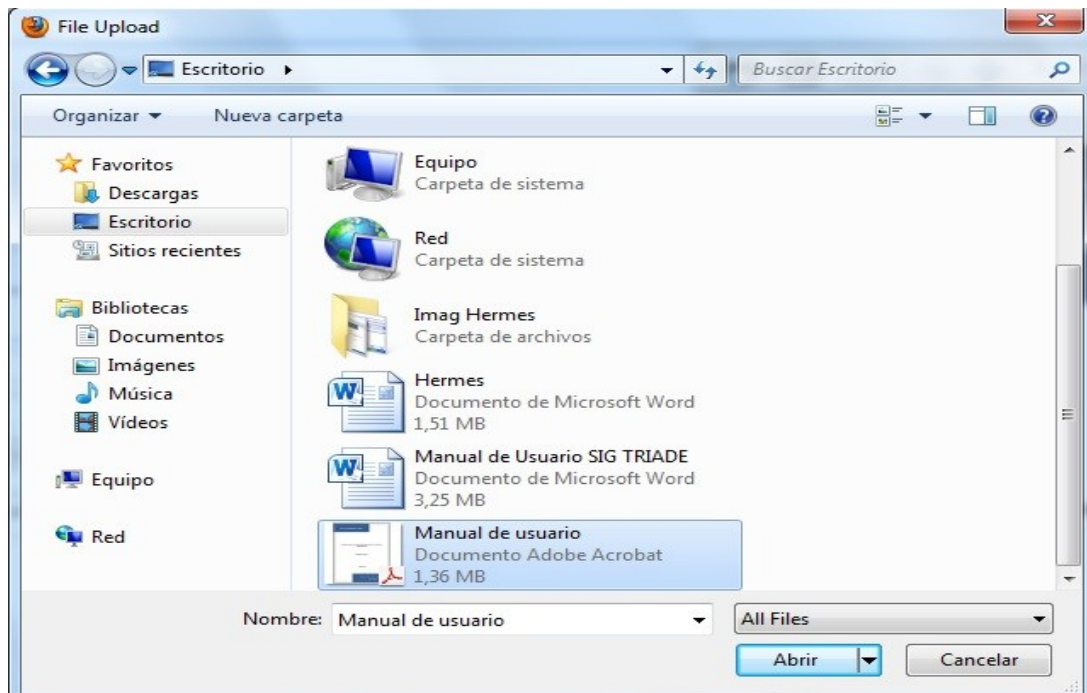 File Upload
Escritorio
Buscar Escritorio
Organizar
Nueva carpeta
Favoritos
Descargas
Escritorio
Sitios recientes
Bibliotecas
Documentos
Imágenes
Música
Vídeos
Equipo
Red
Equipo
Carpeta de sistema
Red
Carpeta de sistema
Imag Hermes
Carpeta de archivos
Hermes
Documento de Microsoft Word
1,51 MB
Manual de Usuario SIG TRIADE
Documento de Microsoft Word
3,25 MB
Manual de usuario
Documento Adobe Acrobat
1,36 MB
Nombre: Manual de usuario
All Files
Abrir
Cancelar